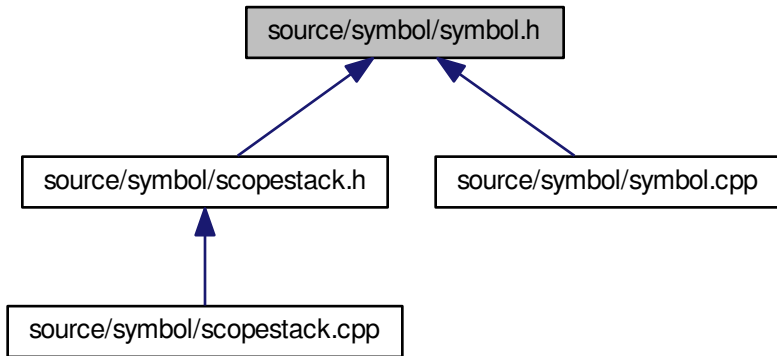 source/symbol/symbol.h
source/symbol/scopestack.h
source/symbol/symbol.cpp
source/symbol/scopestack.cpp